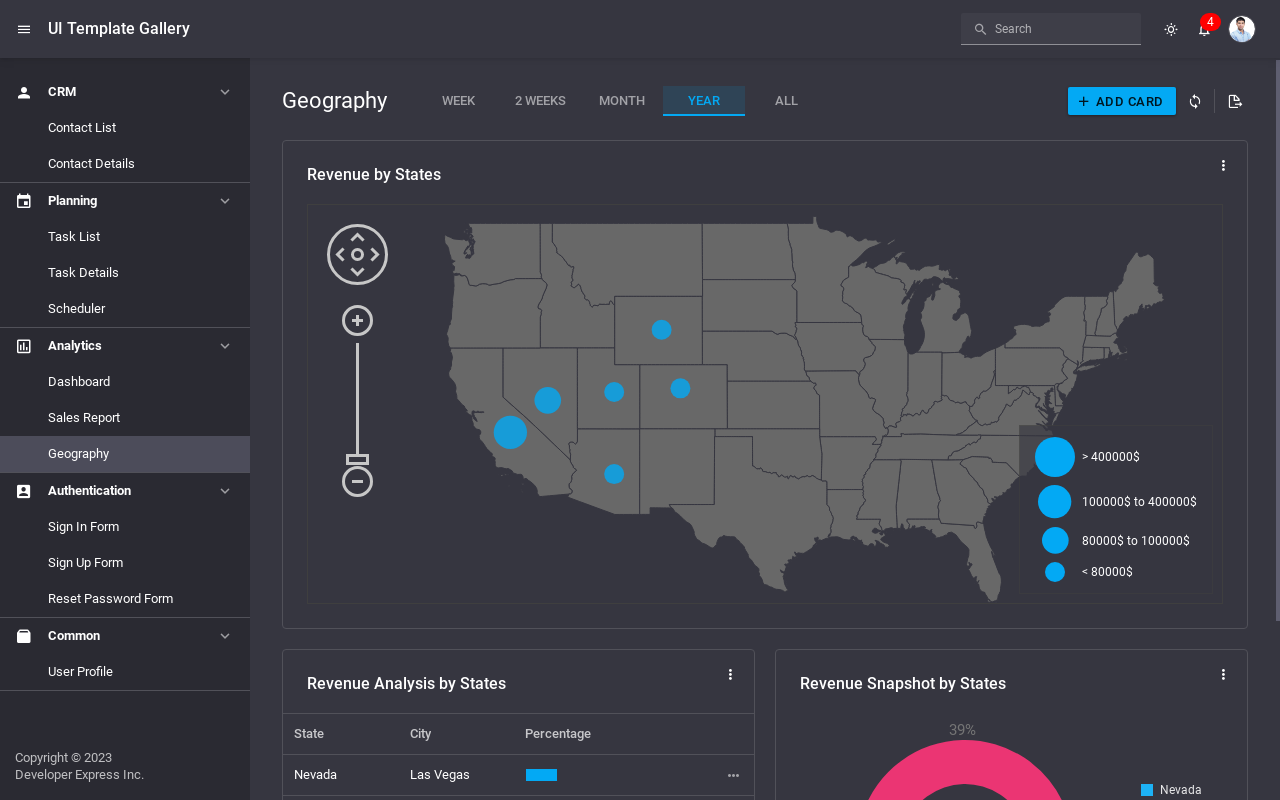 UI Template Gallery
Search
4
CRM
Contact List
Contact Details
Planning
Task List
Task Details
Scheduler
Analytics
Dashboard
Sales Report
Geography
Authentication
Sign In Form
Sign Up Form
Reset Password Form
Common
User Profile
Copyright © 2023
Developer Express Inc.
Geography
WEEK
2 WEEKS
MONTH
YEAR
ALL
ADD CARD
Revenue by States
> 400000$
100000$ to 400000$
80000$ to 100000$
< 80000$
Revenue Analysis by States
State City Percentage
Nevada Las Vegas
Revenue Snapshot by States
39%
Nevada